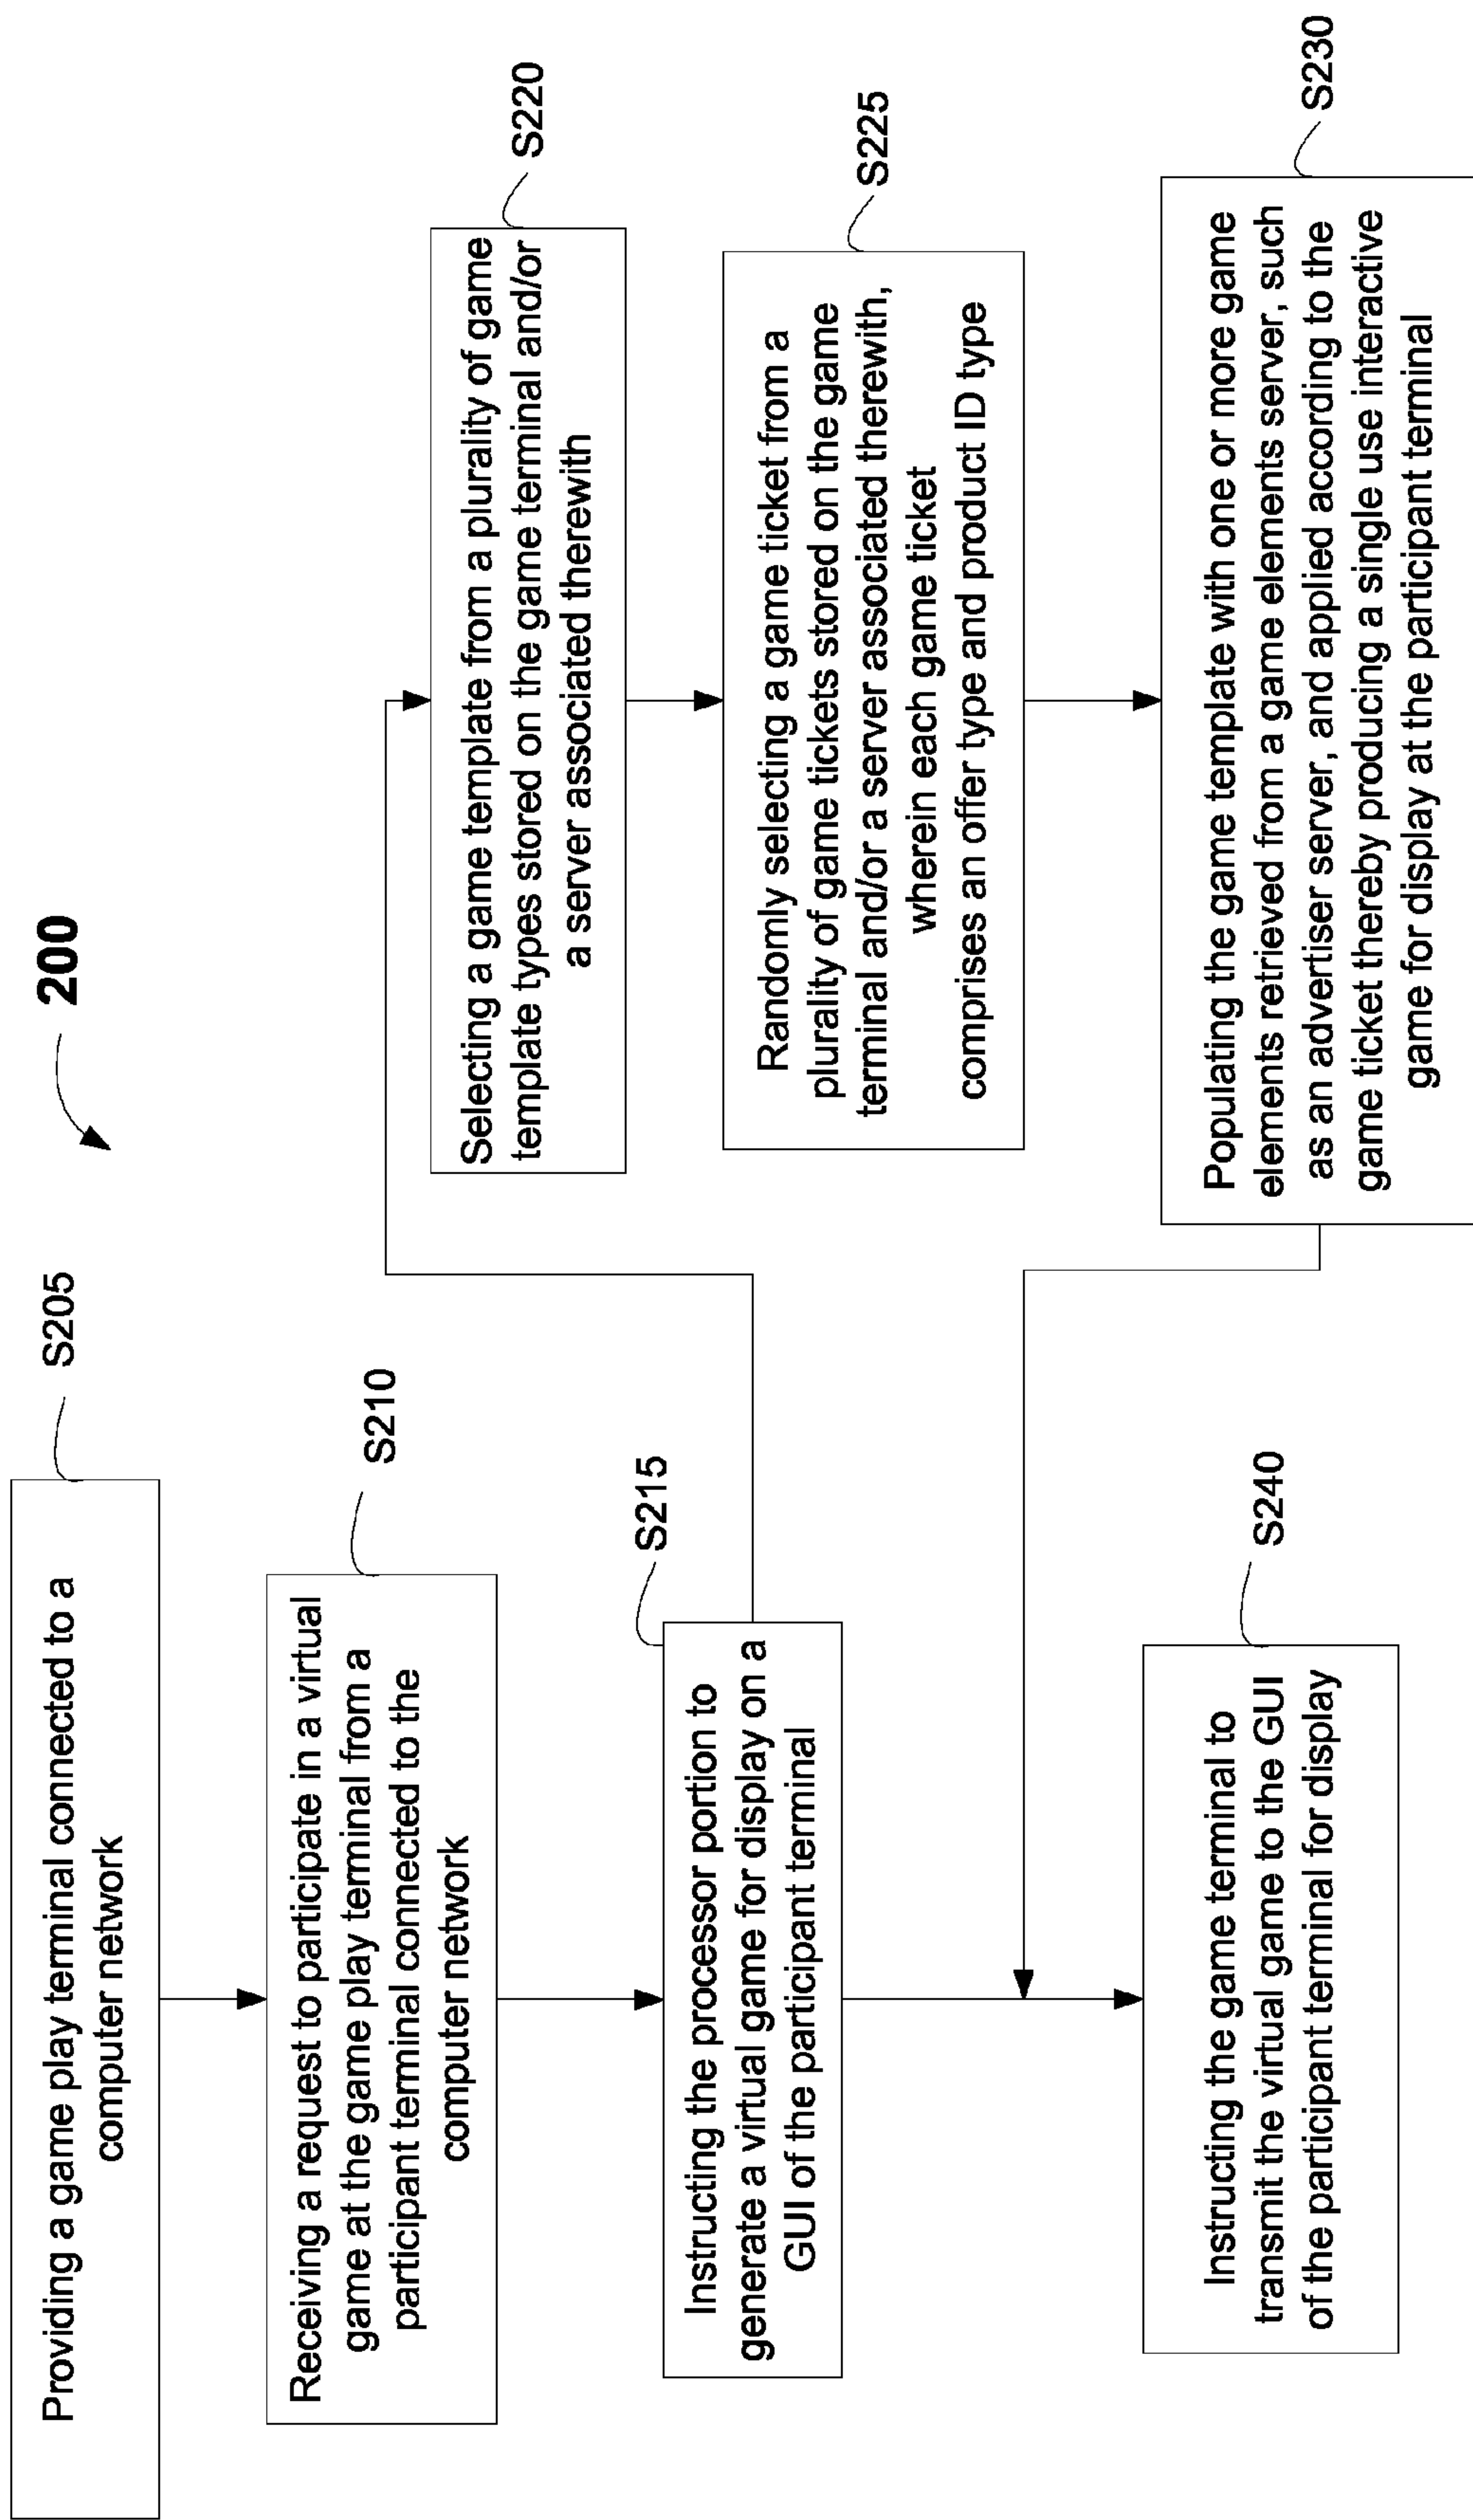 200
S205
Providing a game play terminal connected to a
computer network
S210
Receiving a request to participate in a virtual
game at the game play terminal from a
participant terminal connected to the
computer network
S215
Instructing the processor portion to
generate a virtual game for display on a
GUI of the participant terminal
S220
Selecting a game template from a plurality of game
template types stored on the game terminal and/or
a server associated therewith
S225
Randomly selecting a game ticket from a
plurality of game tickets stored on the game
terminal and/or a server associated therewith,
wherein each game ticket
comprises an offer type and product ID type
S230
Populating the game template with one or more game
elements retrieved from a game elements server, such
as an advertiser server, and applied according to the
game ticket thereby producing a single use interactive
game for display at the participant terminal
S240
Instructing the game terminal to
transmit the virtual game to the GUI
of the participant terminal for display